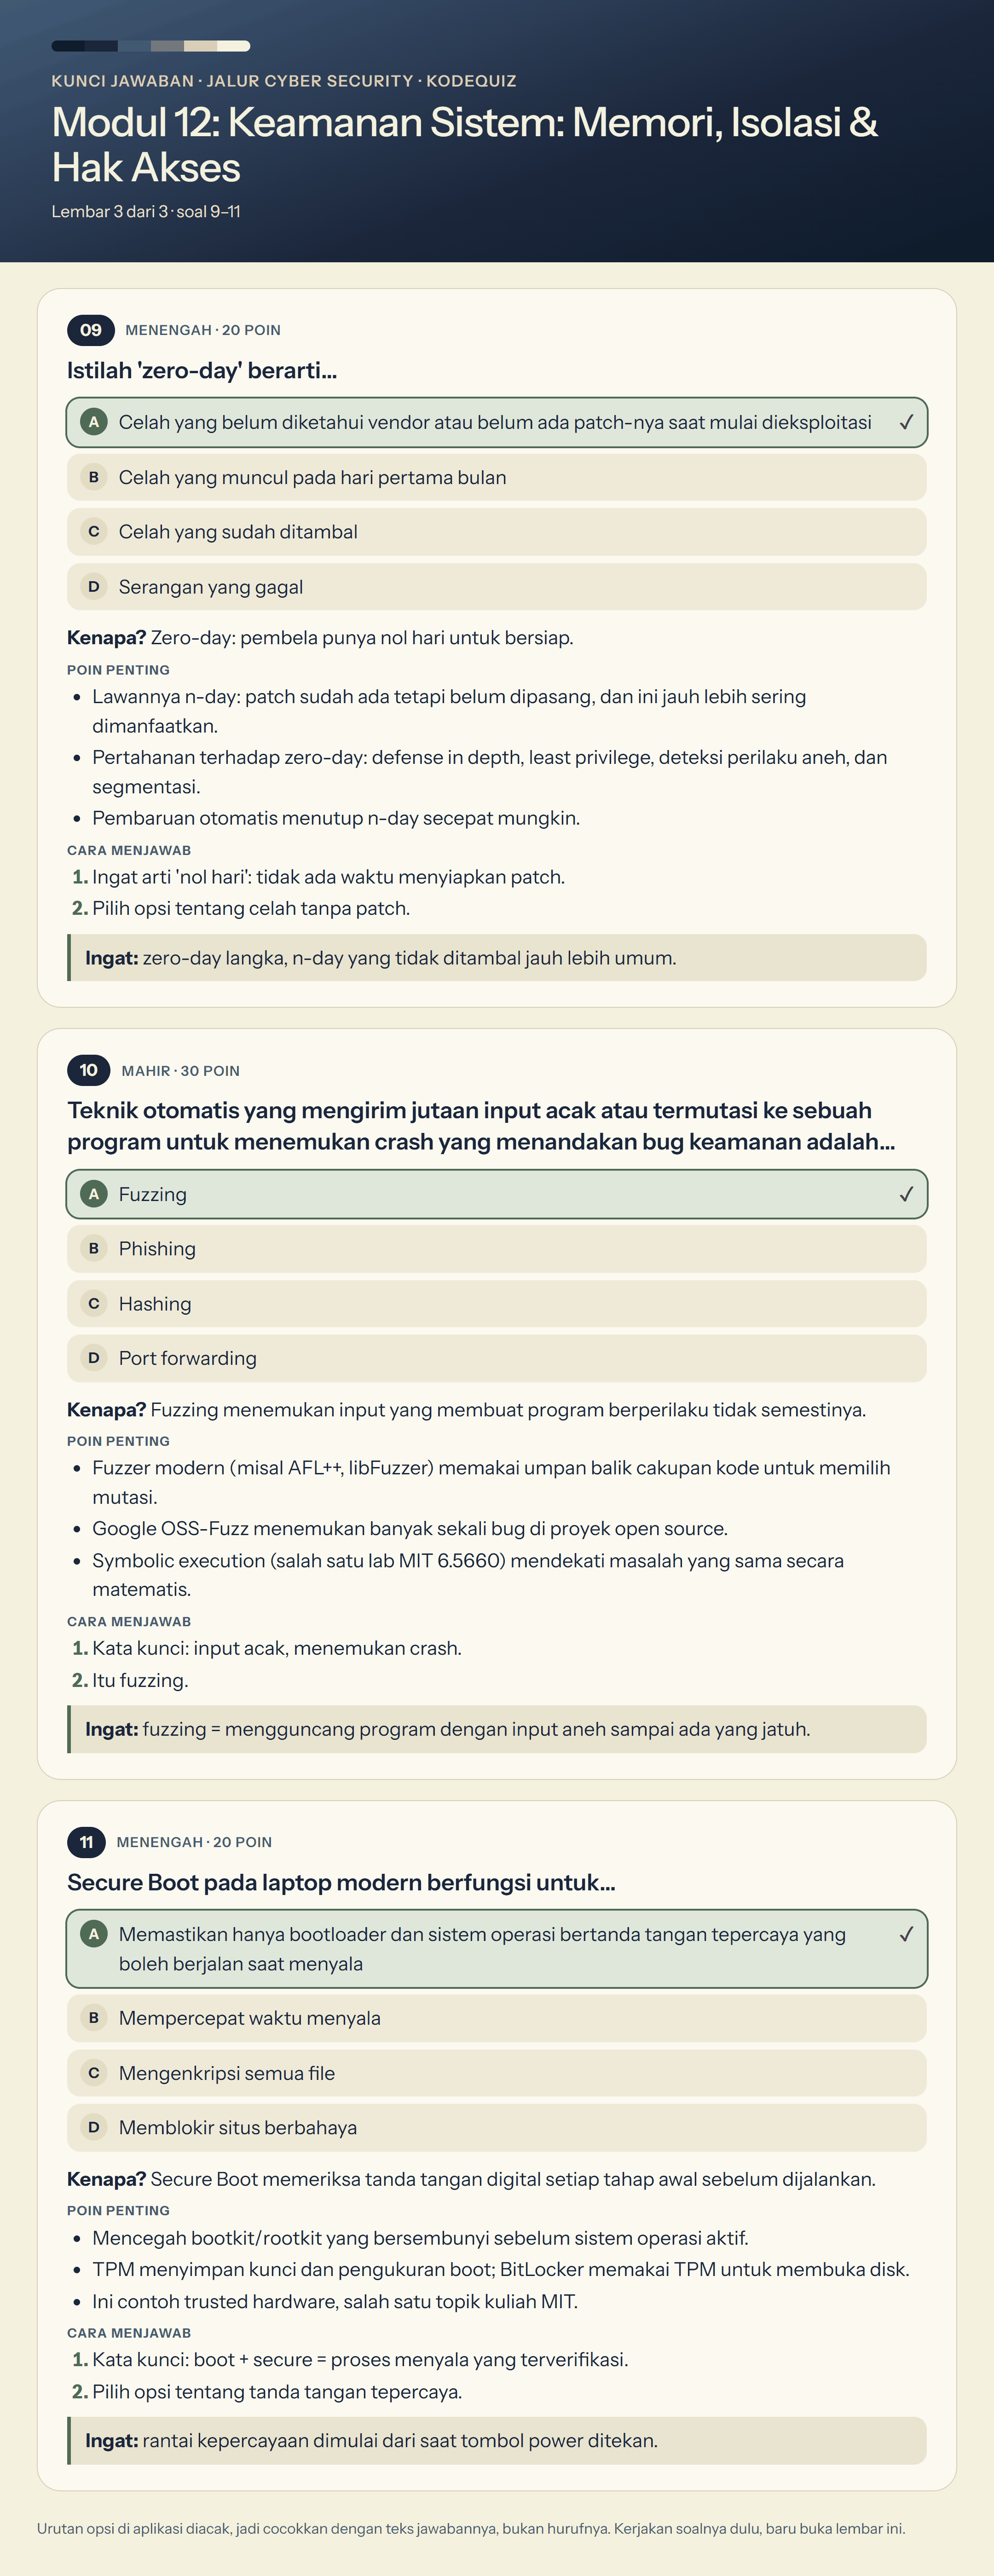 KUNCI JAWABAN · JALUR CYBER SECURITY · KODEQUIZ
Modul 12: Keamanan Sistem: Memori, Isolasi &
Hak Akses
Lembar 3 dari 3 · soal 9–11
09 MENENGAH · 20 POIN
Istilah 'zero-day' berarti...
A Celah yang belum diketahui vendor atau belum ada patch-nya saat mulai dieksploitasi ✓
B Celah yang muncul pada hari pertama bulan
C Celah yang sudah ditambal
D Serangan yang gagal
Kenapa? Zero-day: pembela punya nol hari untuk bersiap.
POIN PENTING
• Lawannya n-day: patch sudah ada tetapi belum dipasang, dan ini jauh lebih sering
dimanfaatkan.
• Pertahanan terhadap zero-day: defense in depth, least privilege, deteksi perilaku aneh, dan
segmentasi.
• Pembaruan otomatis menutup n-day secepat mungkin.
CARA MENJAWAB
1. Ingat arti 'nol hari': tidak ada waktu menyiapkan patch.
2. Pilih opsi tentang celah tanpa patch.
Ingat: zero-day langka, n-day yang tidak ditambal jauh lebih umum.
10 MAHIR · 30 POIN
Teknik otomatis yang mengirim jutaan input acak atau termutasi ke sebuah
program untuk menemukan crash yang menandakan bug keamanan adalah...
A Fuzzing ✓
B Phishing
C Hashing
D Port forwarding
Kenapa? Fuzzing menemukan input yang membuat program berperilaku tidak semestinya.
POIN PENTING
• Fuzzer modern (misal AFL++, libFuzzer) memakai umpan balik cakupan kode untuk memilih
mutasi.
• Google OSS-Fuzz menemukan banyak sekali bug di proyek open source.
• Symbolic execution (salah satu lab MIT 6.5660) mendekati masalah yang sama secara
matematis.
CARA MENJAWAB
1. Kata kunci: input acak, menemukan crash.
2. Itu fuzzing.
Ingat: fuzzing = mengguncang program dengan input aneh sampai ada yang jatuh.
11 MENENGAH · 20 POIN
Secure Boot pada laptop modern berfungsi untuk...
A Memastikan hanya bootloader dan sistem operasi bertanda tangan tepercaya yang ✓
boleh berjalan saat menyala
B Mempercepat waktu menyala
C Mengenkripsi semua file
D Memblokir situs berbahaya
Kenapa? Secure Boot memeriksa tanda tangan digital setiap tahap awal sebelum dijalankan.
POIN PENTING
• Mencegah bootkit/rootkit yang bersembunyi sebelum sistem operasi aktif.
• TPM menyimpan kunci dan pengukuran boot; BitLocker memakai TPM untuk membuka disk.
• Ini contoh trusted hardware, salah satu topik kuliah MIT.
CARA MENJAWAB
1. Kata kunci: boot + secure = proses menyala yang terverifikasi.
2. Pilih opsi tentang tanda tangan tepercaya.
Ingat: rantai kepercayaan dimulai dari saat tombol power ditekan.
Urutan opsi di aplikasi diacak, jadi cocokkan dengan teks jawabannya, bukan hurufnya. Kerjakan soalnya dulu, baru buka lembar ini.